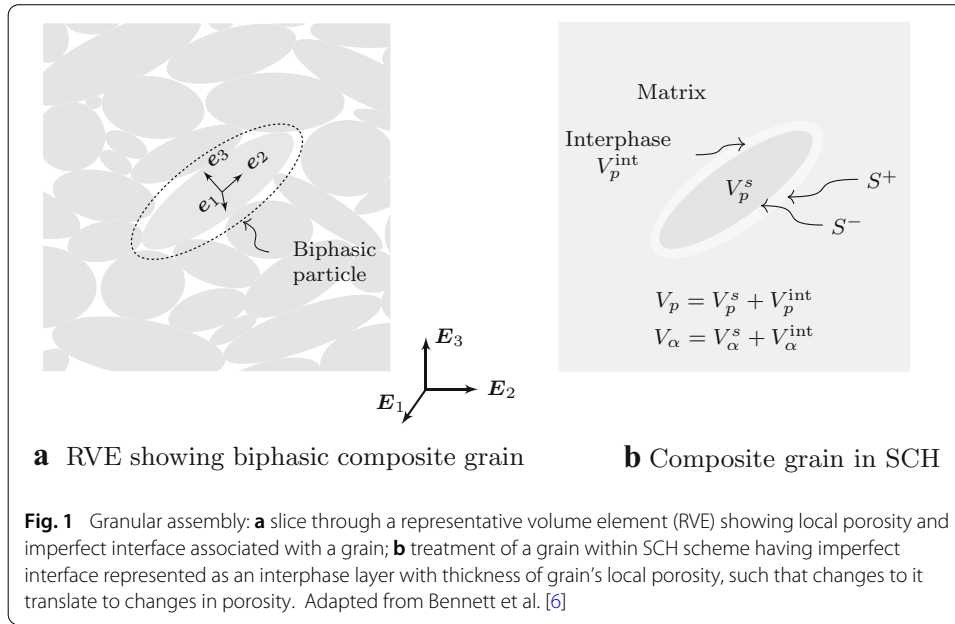 e₃ e₂
e₁
Biphasic
particle
E₃
E₂
E₁
a RVE showing biphasic composite grain
Matrix
Interphase
V_p^int
V_p^s
S⁺
S⁻
V_p = V_p^s + V_p^int
V_α = V_α^s + V_α^int
b Composite grain in SCH
Fig. 1 Granular assembly: a slice through a representative volume element (RVE) showing local porosity and
imperfect interface associated with a grain; b treatment of a grain within SCH scheme having imperfect
interface represented as an interphase layer with thickness of grain's local porosity, such that changes to it
translate to changes in porosity. Adapted from Bennett et al. [6]